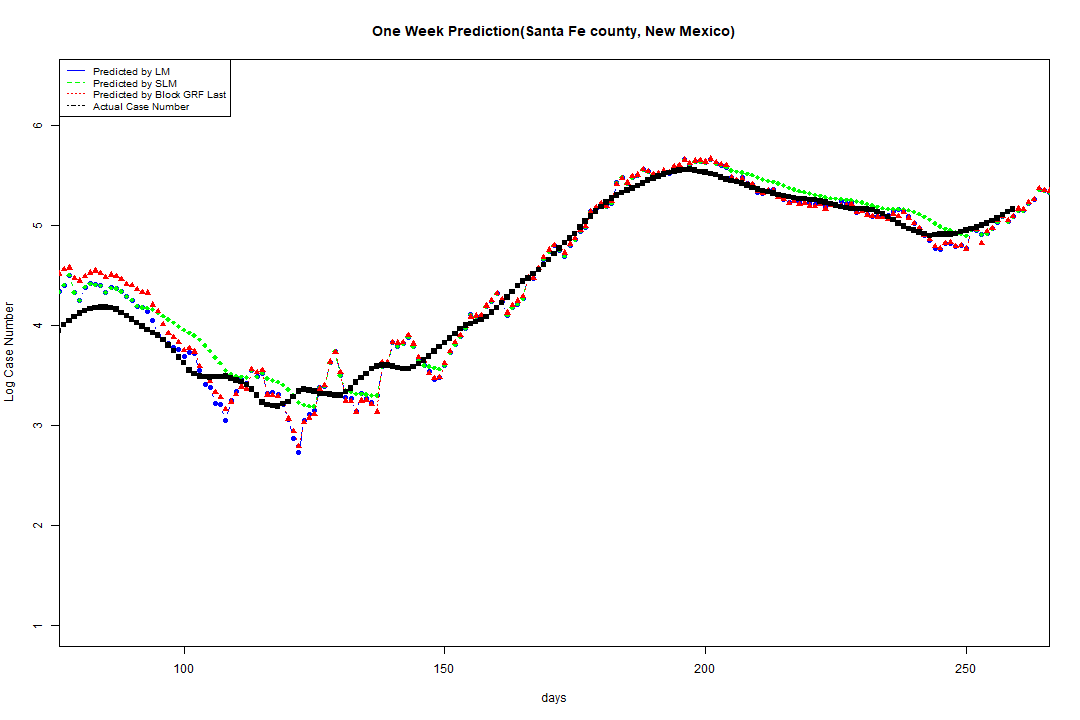 One Week Prediction(Santa Fe county, New Mexico)
Predicted by LM
Predicted by SLM
Predicted by Block GRF Last
Actual Case Number
6
5
4
3
2
1
Log Case Number
100 150 200 250
days